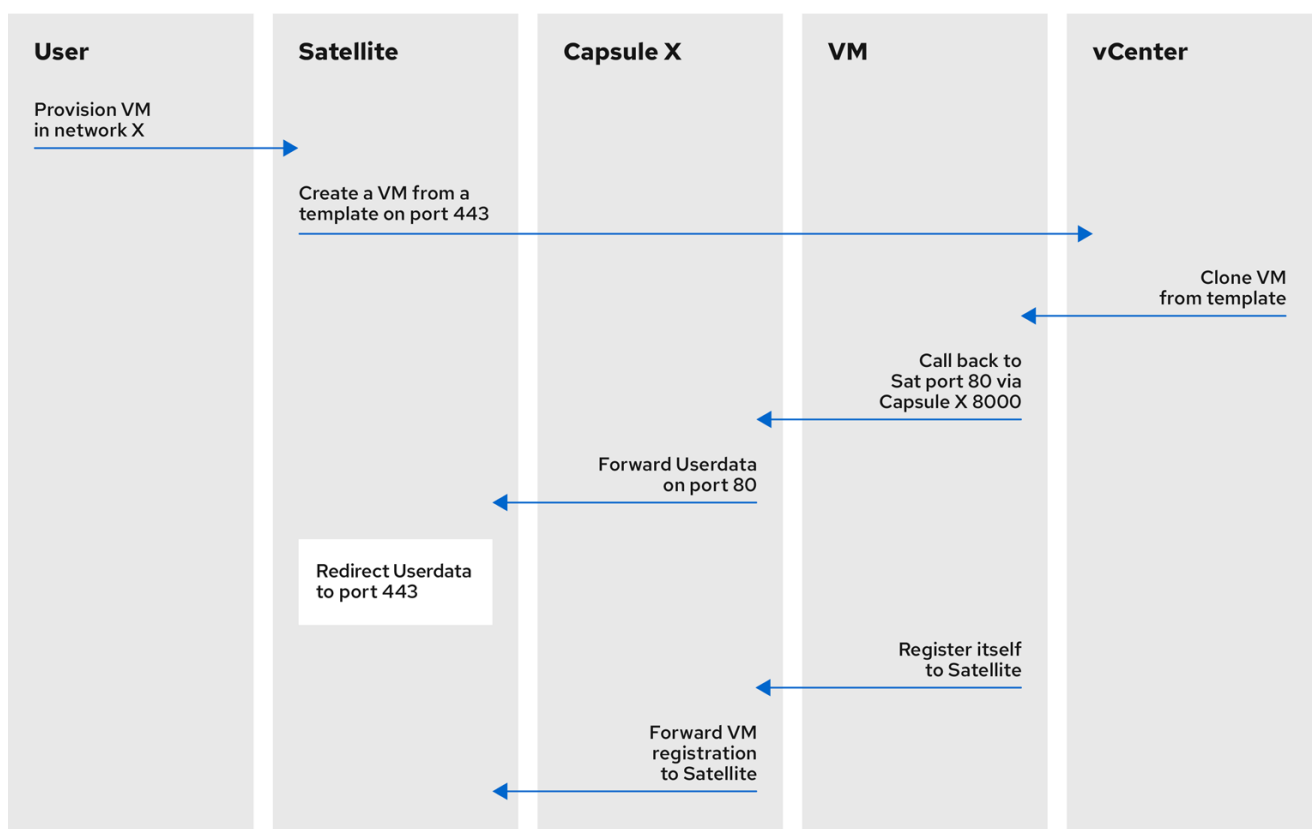 User
Satellite
Capsule X
VM
vCenter
Provision VM
in network X
Create a VM from a
template on port 443
Clone VM
from template
Call back to
Sat port 80 via
Capsule X 8000
Forward Userdata
on port 80
Redirect Userdata
to port 443
Register itself
to Satellite
Forward VM
registration
to Satellite